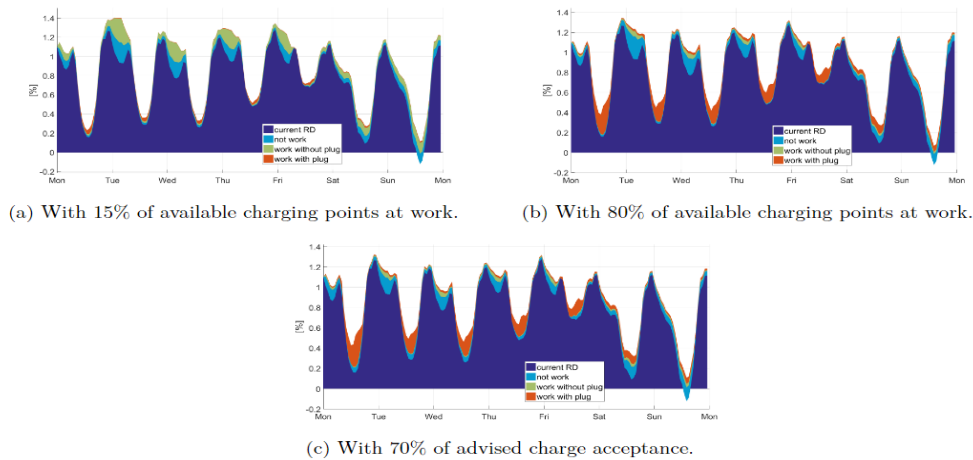 1.4
1.2
1
0.8
0.6
0.4
0.2
0
-0.2
[%]
current RD
not work
work without plug
work with plug
Mon Tue Wed Thu Fri Sat Sun Mon
(a) With 15% of available charging points at work.
1.4
1.2
1
0.8
0.6
0.4
0.2
0
-0.2
[%]
current RD
not work
work without plug
work with plug
Mon Tue Wed Thu Fri Sat Sun Mon
(b) With 80% of available charging points at work.
1.4
1.2
1
0.8
0.6
0.4
0.2
0
-0.2
[%]
current RD
not work
work without plug
work with plug
Mon Tue Wed Thu Fri Sat Sun Mon
(c) With 70% of advised charge acceptance.